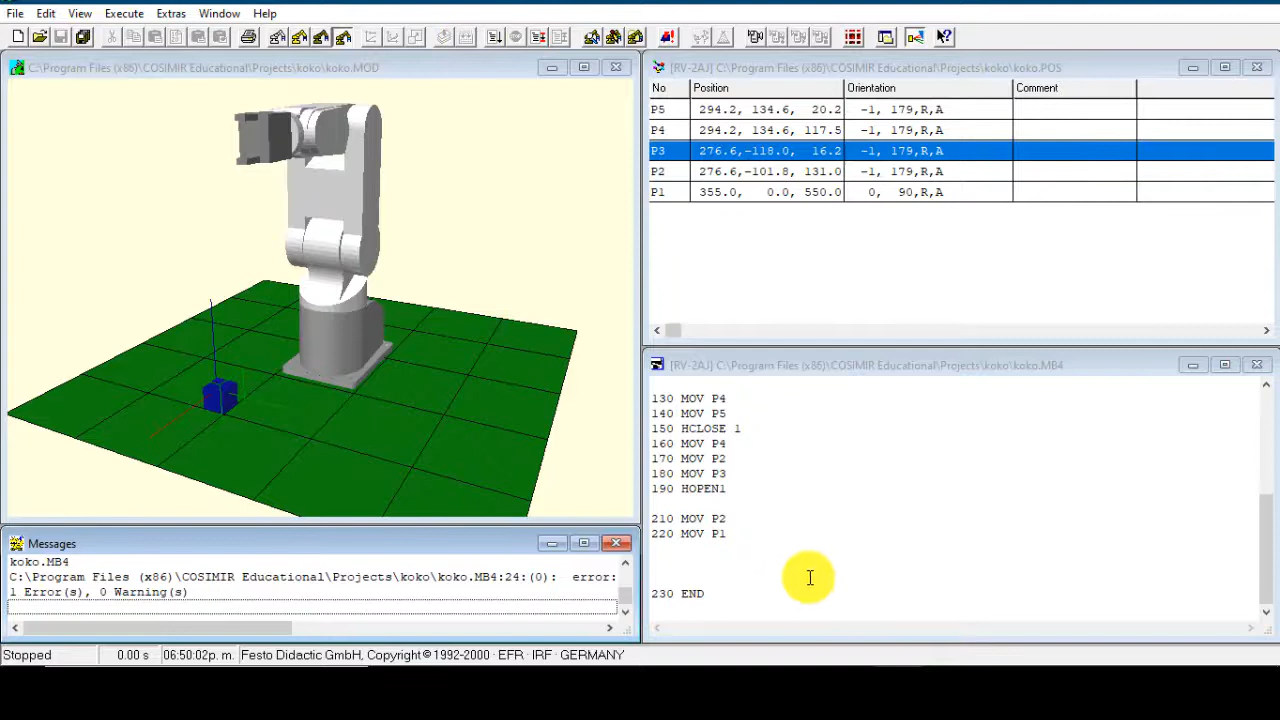 File Edit View Execute Extras Window Help
C:\Program Files (x86)\COSIMIR Educational\Projects\koko\koko.MOD
[RV-2AJ] C:\Program Files (x86)\COSIMIR Educational\Projects\koko\koko.POS
No Position Orientation Comment
P5 294.2, 134.6, 20.2 -1, 179,R,A
P4 294.2, 134.6, 117.5 -1, 179,R,A
P3 276.6,-118.0, 16.2 -1, 179,R,A
P2 276.6,-101.8, 131.0 -1, 179,R,A
P1 355.0, 0.0, 550.0 0, 90,R,A
[RV-2AJ] C:\Program Files (x86)\COSIMIR Educational\Projects\koko\koko.MB4
130 MOV P4
140 MOV P5
150 HCLOSE 1
160 MOV P4
170 MOV P2
180 MOV P3
190 HOPEN1
210 MOV P2
220 MOV P1
230 END
Messages
koko.MB4
C:\Program Files (x86)\COSIMIR Educational\Projects\koko\koko.MB4:24:(0): error:
1 Error(s), 0 Warning(s)
Stopped 0.00 s 06:50:02p. m. Festo Didactic GmbH, Copyright © 1992-2000 · EFR · IRF · GERMANY